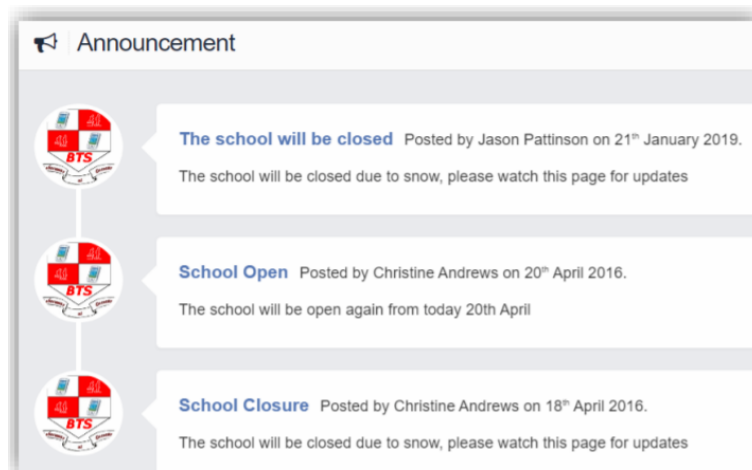 Announcement
The school will be closed Posted by Jason Pattinson on 21th January 2019.
The school will be closed due to snow, please watch this page for updates
BTS
School Open Posted by Christine Andrews on 20th April 2016.
The school will be open again from today 20th April
BTS
School Closure Posted by Christine Andrews on 18th April 2016.
The school will be closed due to snow, please watch this page for updates
BTS